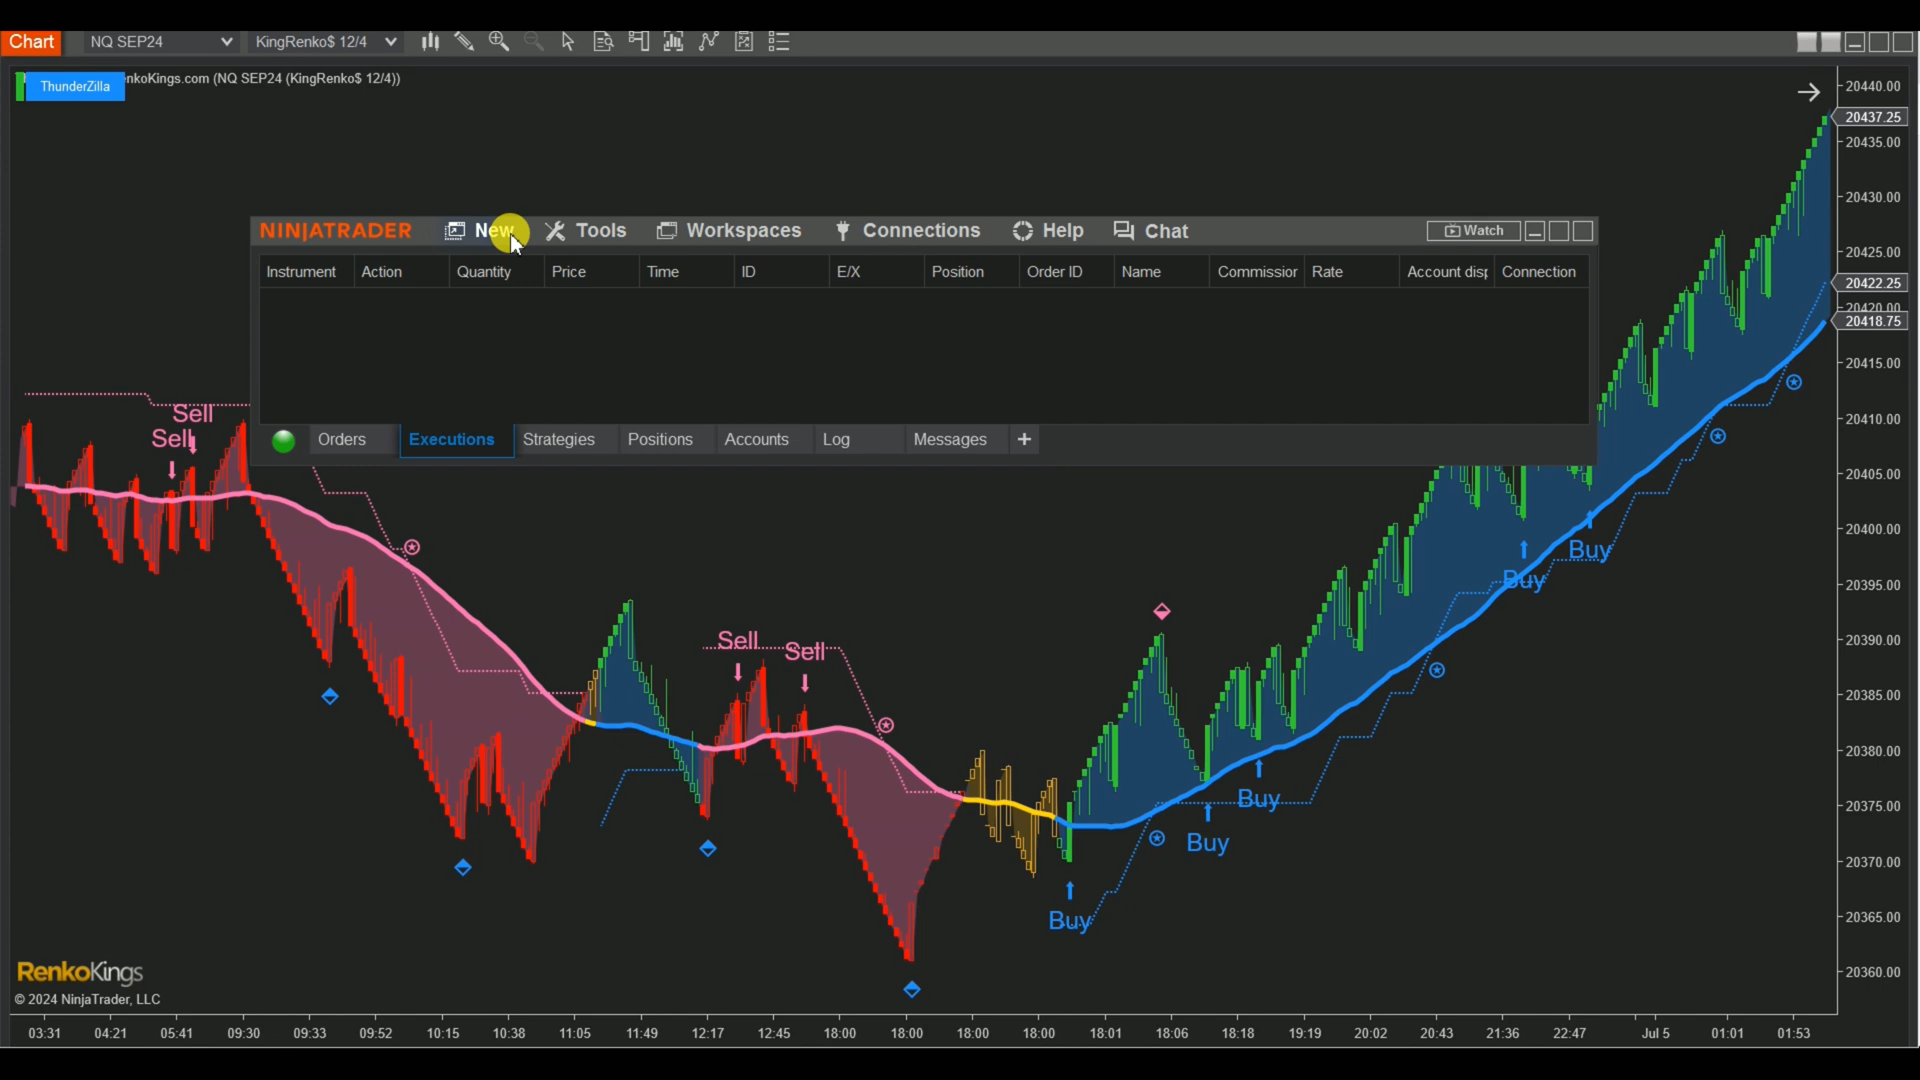 Chart NQ SEP24 KingRenko$ 12/4
ThunderZilla nkoKings.com (NQ SEP24 (KingRenko$ 12/4))
20440.00
20437.25
20435.00
20430.00
20425.00
20422.25
20420.00
20418.75
20415.00
20410.00
20405.00
20400.00
20395.00
20390.00
20385.00
20380.00
20375.00
20370.00
20365.00
20360.00
NINJATRADER New Tools Workspaces Connections Help Chat Watch
Instrument Action Quantity Price Time ID E/X Position Order ID Name Commission Rate Account disp Connection
Orders Executions Strategies Positions Accounts Log Messages +
Sell
Sell
Sell
Sell
Buy
Buy
Buy
Buy
Buy
RenkoKings
© 2024 NinjaTrader, LLC
03:31 04:21 05:41 09:30 09:33 09:52 10:15 10:38 11:05 11:49 12:17 12:45 18:00 18:00 18:00 18:00 18:01 18:06 18:18 19:19 20:02 20:43 21:36 22:47 Jul 5 01:01 01:53